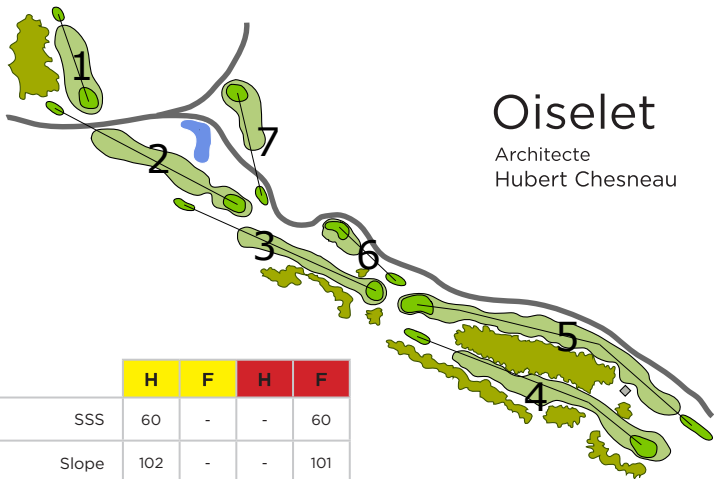 1
2
7
3
6
5
4
Oiselet
Architecte
Hubert Chesneau
H F H F
SSS 60 - - 60
Slope 102 - - 101